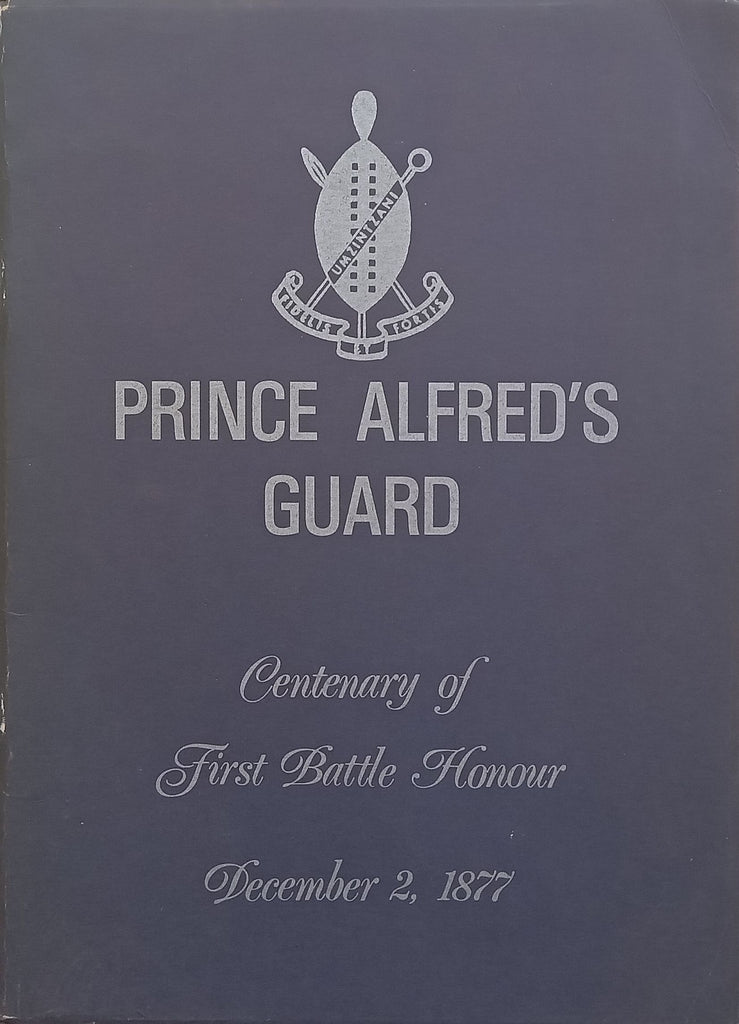 UMZINTZANI
FIDELIS ET FORTIS
PRINCE ALFRED'S
GUARD
Centenary of
First Battle Honour
December 2, 1877